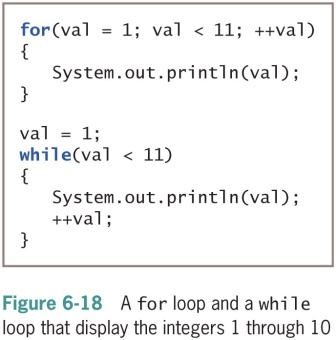 for(val = 1; val < 11; ++val)
{
   System.out.println(val);
}
val = 1;
while(val < 11)
{
   System.out.println(val);
   ++val;
}
Figure 6-18 A for loop and a while
loop that display the integers 1 through 10